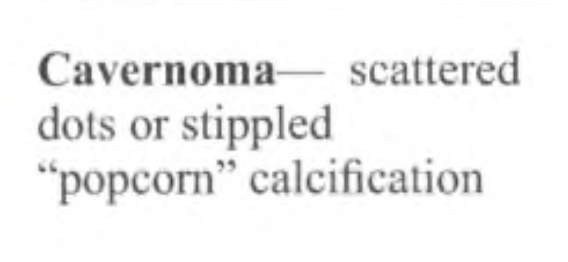 Cavernoma— scattered
dots or stippled
“popcorn” calcification